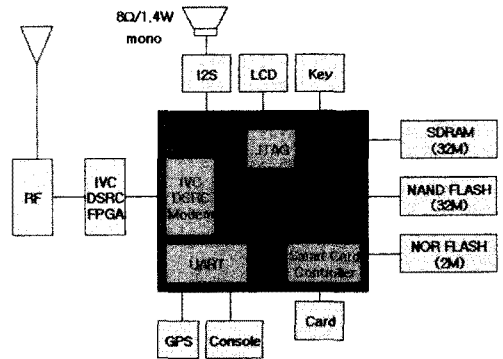 8Ω/1.4W
mono
I2S
LCD
Key
JTAG
SDRAM
(32M)
RF
IVC
DSRC
FPGA
IVC
DSRC
Modem
NAND FLASH
(32M)
UART
Smart Card
Controller
NOR FLASH
(2M)
GPS
Console
Card